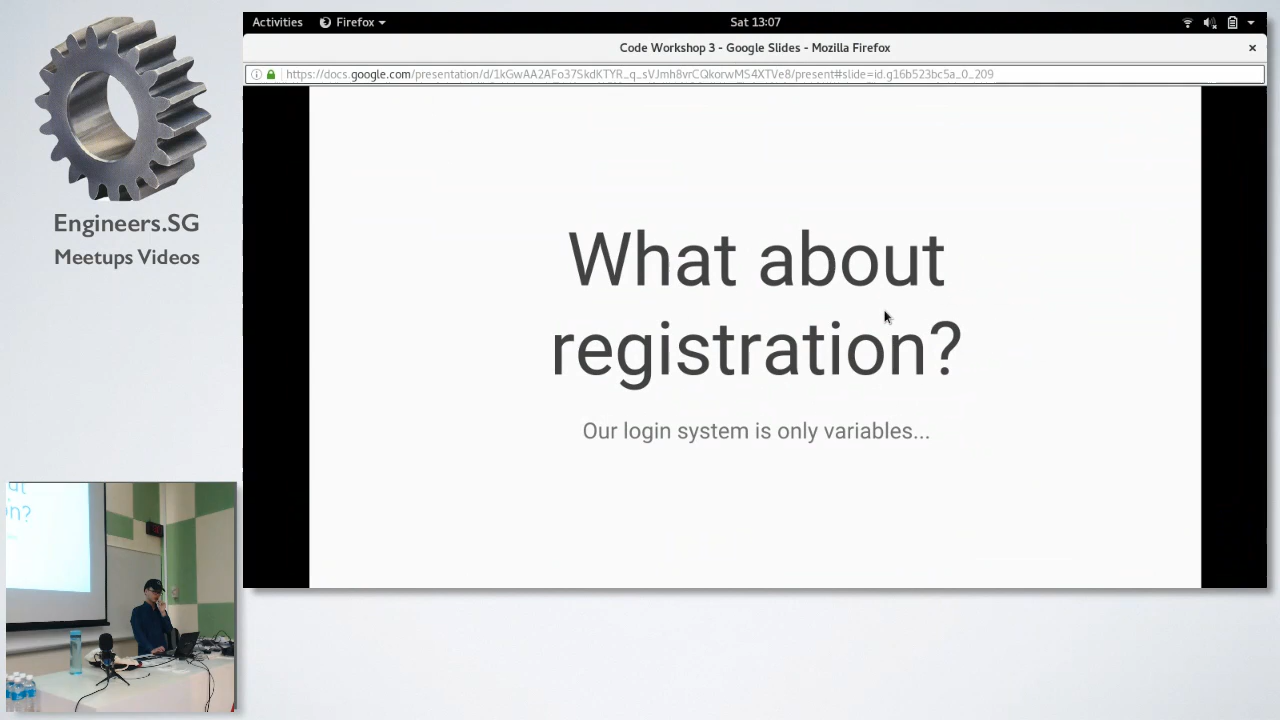 Activities Firefox Sat 13:07
Code Workshop 3 - Google Slides - Mozilla Firefox
https://docs.google.com/presentation/d/1kGwAA2AFo37SkdKTYR_q_sVJmh8vrCQkorwMS4XTVe8/present#slide=id.g16b523bc5a_0_209
Engineers.SG
Meetups Videos
What about
registration?
Our login system is only variables...